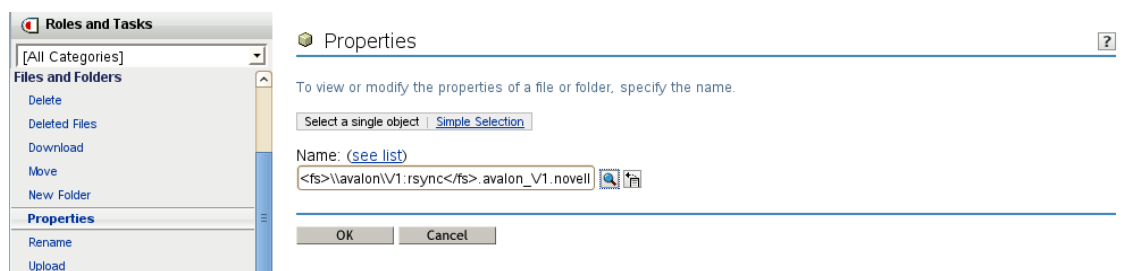 Roles and Tasks
[All Categories]
Files and Folders
Delete
Deleted Files
Download
Move
New Folder
Properties
Rename
Upload
Properties
?
To view or modify the properties of a file or folder, specify the name.
Select a single object | Simple Selection
Name: (see list)
<fs>\\avalon\V1:rsync</fs>.avalon_V1.novell
OK Cancel